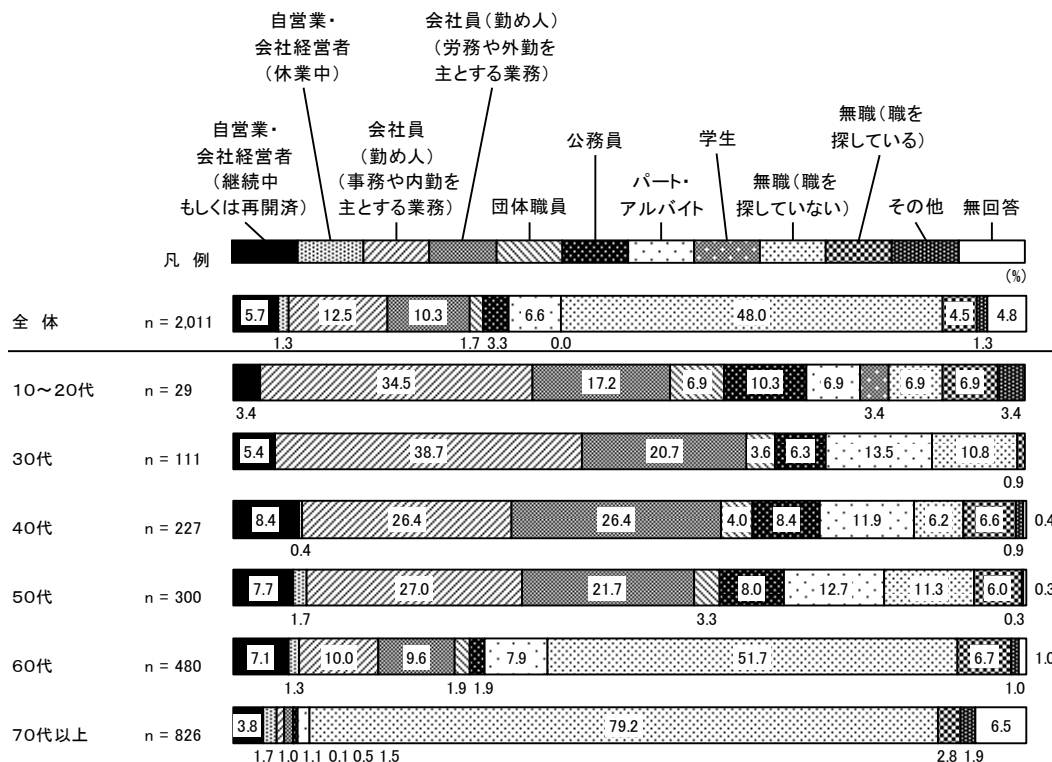 自営業・
会社経営者
(休業中)
会社員(勤め人)
(労務や外勤を
主とする業務)
自営業・
会社経営者
(継続中
もしくは再開済)
会社員
(勤め人)
(事務や内勤を
主とする業務)
団体職員
公務員
パート・
アルバイト
学生
無職(職を
探していない)
無職(職を
探している)
その他
無回答
凡 例
(%)
全 体 n = 2,011 5.7 12.5 10.3 6.6 48.0 4.5 4.8
1.3 1.7 3.3 0.0 1.3
10~20代 n = 29 34.5 17.2 6.9 10.3 6.9 6.9 6.9
3.4 3.4 3.4
30代 n = 111 5.4 38.7 20.7 3.6 6.3 13.5 10.8
0.9
40代 n = 227 8.4 26.4 26.4 4.0 8.4 11.9 6.2 6.6 0.4
0.4 0.9
50代 n = 300 7.7 27.0 21.7 8.0 12.7 11.3 6.0 0.3
1.7 3.3 0.3
60代 n = 480 7.1 10.0 9.6 7.9 51.7 6.7 1.0
1.3 1.9 1.9 1.0
70代以上 n = 826 3.8 79.2 6.5
1.7 1.0 1.1 0.1 0.5 1.5 2.8 1.9